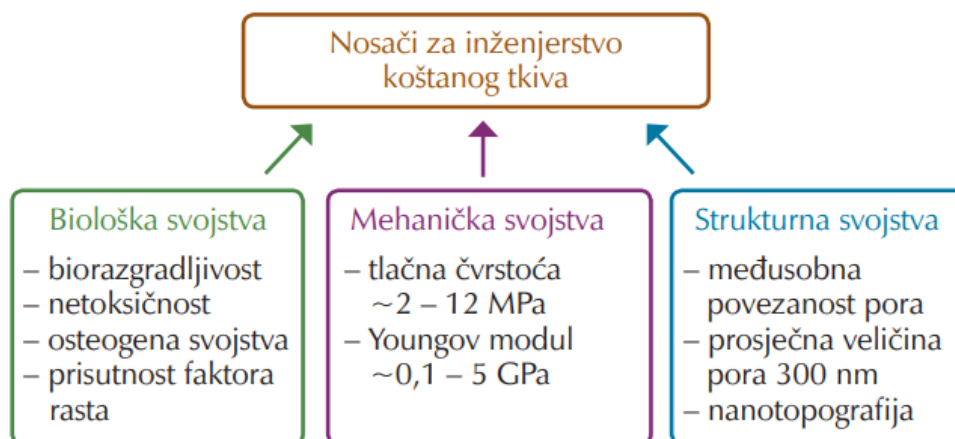 Nosači za inženjerstvo
koštanog tkiva
Biološka svojstva
– biorazgradljivost
– netoksičnost
– osteogena svojstva
– prisutnost faktora
rasta
Mehanička svojstva
– tlačna čvrstoća
~2 – 12 MPa
– Youngov modul
~0,1 – 5 GPa
Strukturna svojstva
– međusobna
povezanost pora
– prosječna veličina
pora 300 nm
– nanotopografija